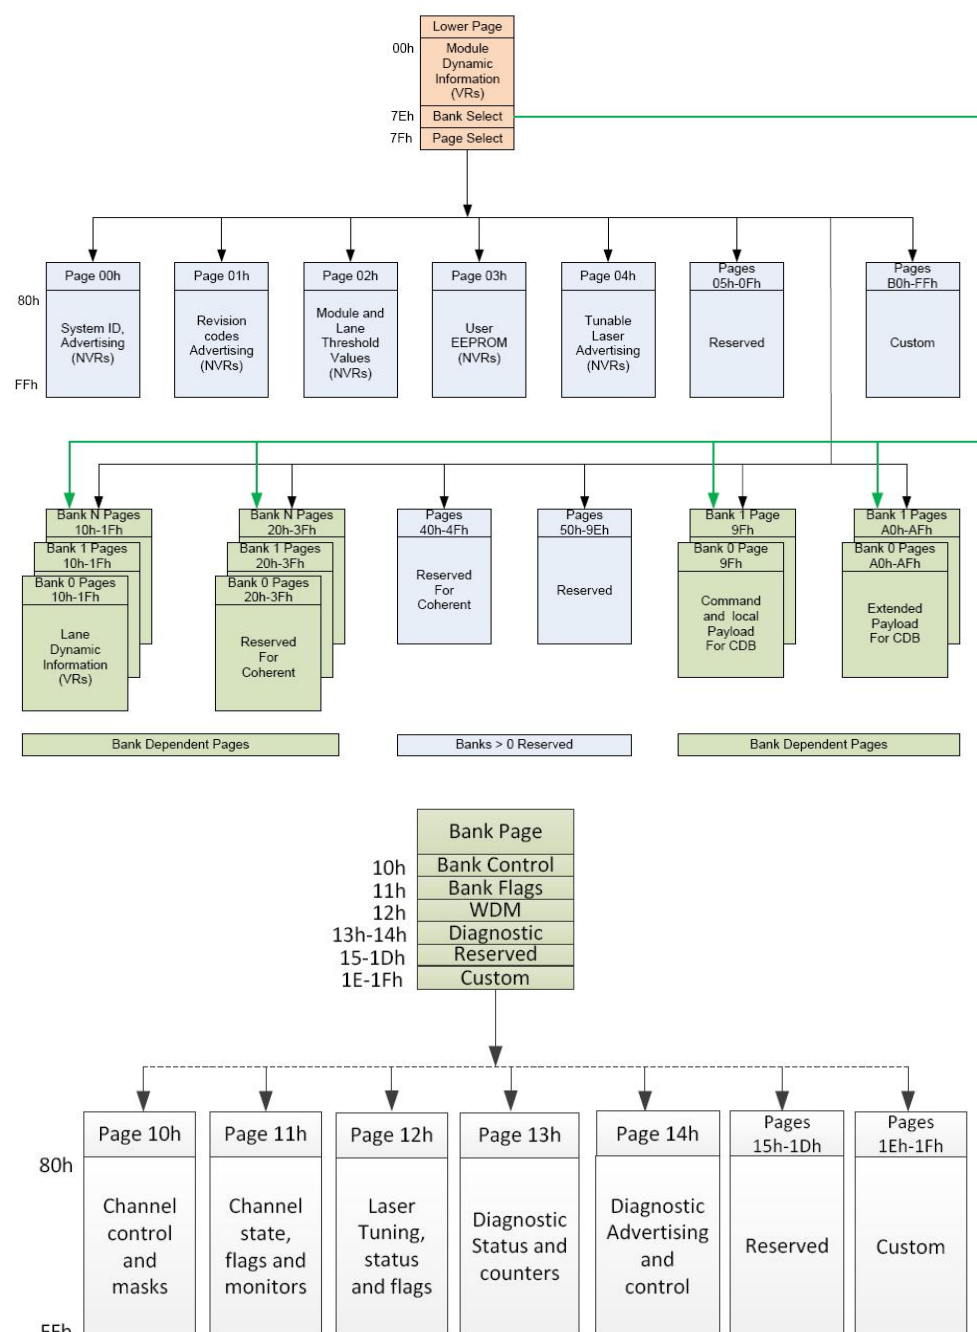 Lower Page
00h
Module
Dynamic
Information
(VRs)
7Eh
Bank Select
7Fh
Page Select
Page 00h
Page 01h
Page 02h
Page 03h
Page 04h
Pages
05h-0Fh
Pages
B0h-FFh
80h
System ID,
Advertising
(NVRs)
Revision
codes
Advertising
(NVRs)
Module and
Lane
Threshold
Values
(NVRs)
User
EEPROM
(NVRs)
Tunable
Laser
Advertising
(NVRs)
Reserved
Custom
FFh
Bank N Pages
10h-1Fh
Bank 1 Pages
10h-1Fh
Bank 0 Pages
10h-1Fh
Lane
Dynamic
Information
(VRs)
Bank N Pages
20h-3Fh
Bank 1 Pages
20h-3Fh
Bank 0 Pages
20h-3Fh
Reserved
For
Coherent
Pages
40h-4Fh
Reserved
For
Coherent
Pages
50h-9Eh
Reserved
Bank 1 Page
9Fh
Bank 0 Page
9Fh
Command
and local
Payload
For CDB
Bank 1 Pages
A0h-AFh
Bank 0 Pages
A0h-AFh
Extended
Payload
For CDB
Bank Dependent Pages
Banks > 0 Reserved
Bank Dependent Pages
Bank Page
10h
Bank Control
11h
Bank Flags
12h
WDM
13h-14h
Diagnostic
15-1Dh
Reserved
1E-1Fh
Custom
Page 10h
Page 11h
Page 12h
Page 13h
Page 14h
Pages
15h-1Dh
Pages
1Eh-1Fh
80h
Channel
control
and
masks
Channel
state,
flags and
monitors
Laser
Tuning,
status
and flags
Diagnostic
Status and
counters
Diagnostic
Advertising
and
control
Reserved
Custom
FFh